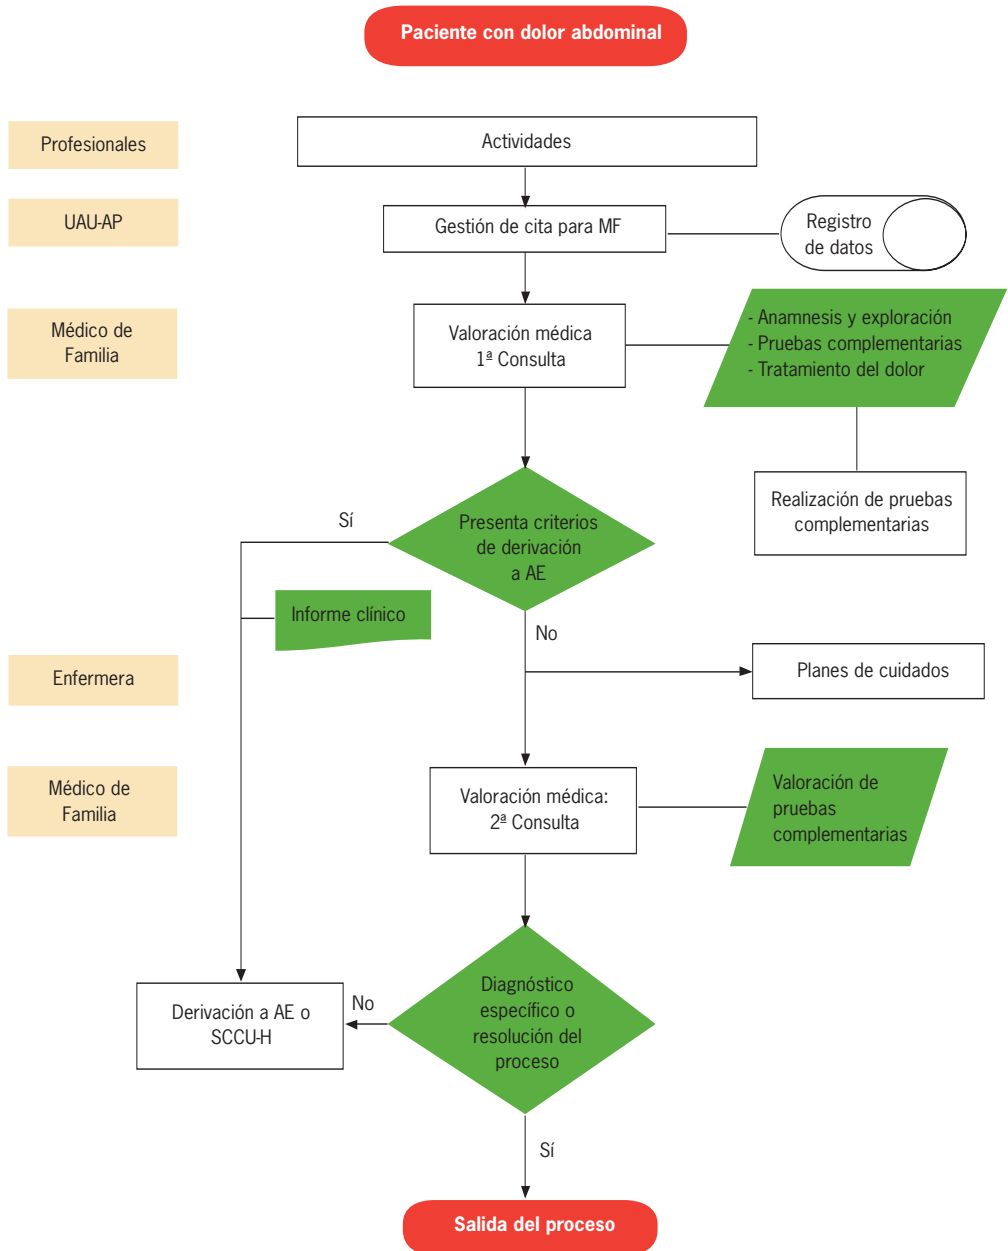 Paciente con dolor abdominal
Profesionales
Actividades
UAU-AP
Gestión de cita para MF
Registro
de datos
Médico de
Familia
Valoración médica
1ª Consulta
- Anamnesis y exploración
- Pruebas complementarias
- Tratamiento del dolor
Realización de pruebas
complementarias
Sí
Presenta criterios
de derivación
a AE
Informe clínico
No
Enfermera
Planes de cuidados
Médico de
Familia
Valoración médica:
2ª Consulta
Valoración de
pruebas
complementarias
Derivación a AE o
SCCU-H
No
Diagnóstico
específico o
resolución del
proceso
Sí
Salida del proceso